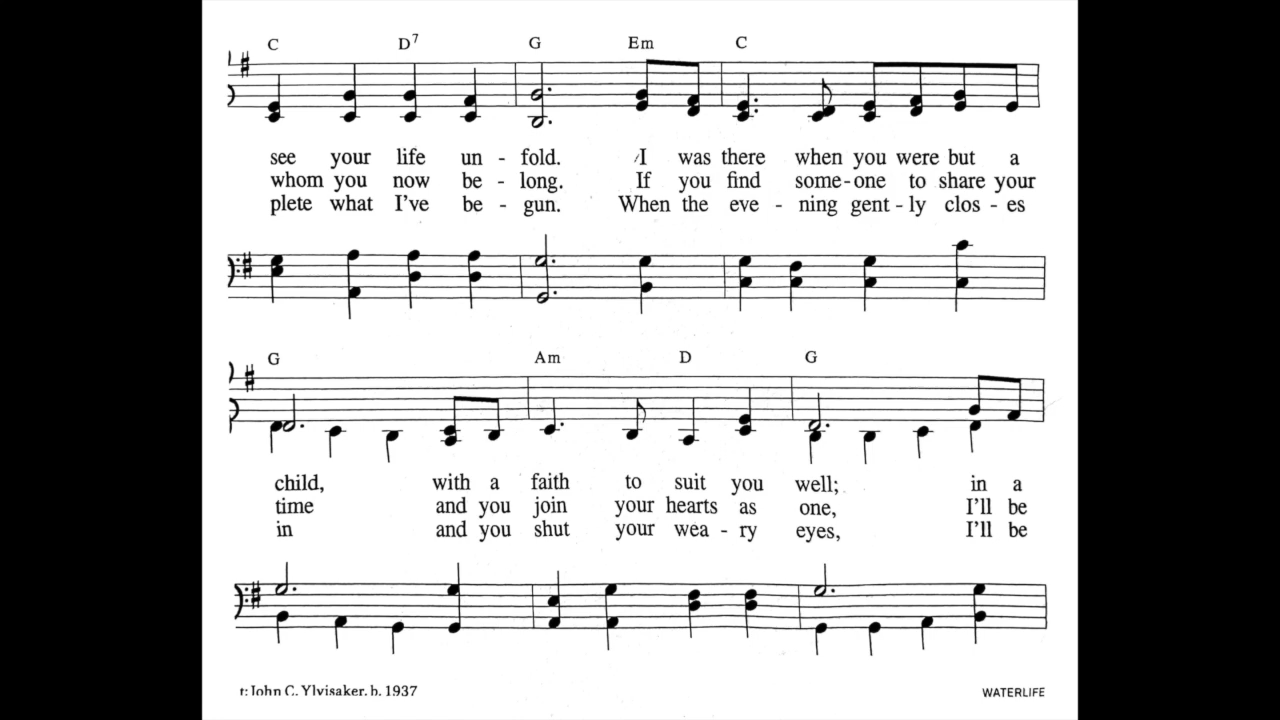 C D7 G Em C
see your life un - fold. I was there when you were but a
whom you now be - long. If you find some-one to share your
plete what I've be - gun. When the eve - ning gent - ly clos - es
G Am D G
child, with a faith to suit you well; in a
time and you join your hearts as one, I'll be
in and you shut your wea - ry eyes, I'll be
t: John C. Ylvisaker, b. 1937 WATERLIFE